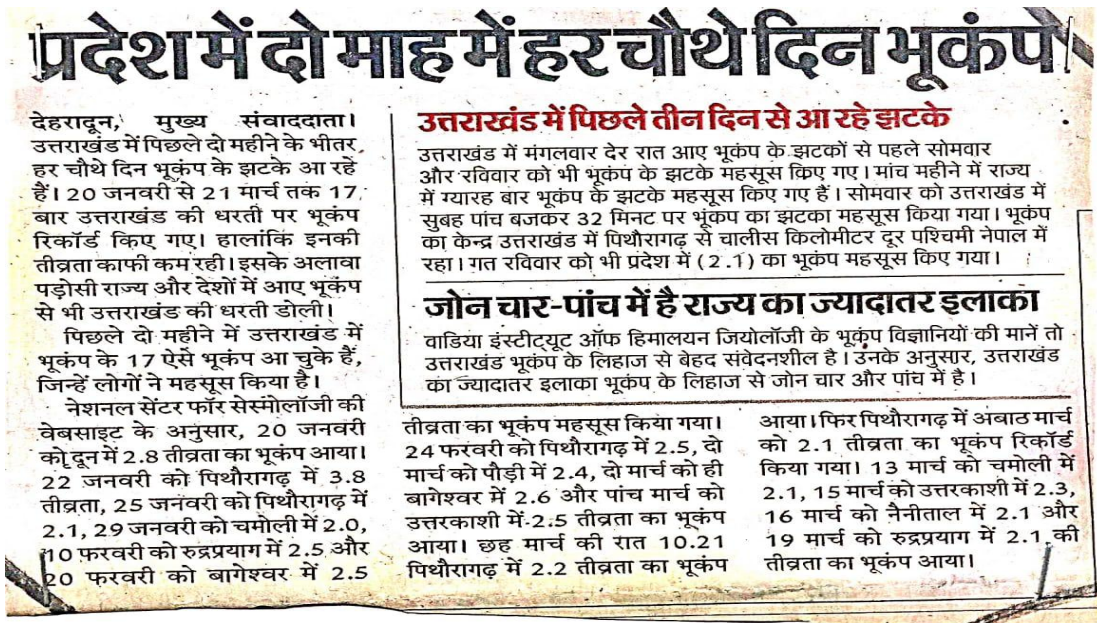 प्रदेश में दो माह में हर चौथे दिन भूकंप
देहरादून, मुख्य संवाददाता।
उत्तराखंड में पिछले दो महीने के भीतर
हर चौथे दिन भूकंप के झटके आ रहे
हैं। 20 जनवरी से 21 मार्च तक 17
बार उत्तराखंड की धरती पर भूकंप
रिकॉर्ड किए गए। हालांकि इनकी
तीव्रता काफी कम रही। इसके अलावा
पड़ोसी राज्य और देशों में आए भूकंप
से भी उत्तराखंड की धरती डोली।
पिछले दो महीने में उत्तराखंड में
भूकंप के 17 ऐसे भूकंप आ चुके हैं,
जिन्हें लोगों ने महसूस किया है।
नेशनल सेंटर फॉर सेस्मोलॉजी की
वेबसाइट के अनुसार, 20 जनवरी
को दून में 2.8 तीव्रता का भूकंप आया।
22 जनवरी को पिथौरागढ़ में 3.8
तीव्रता, 25 जनवरी को पिथौरागढ़ में
2.1, 29 जनवरी को चमोली में 2.0,
10 फरवरी को रुद्रप्रयाग में 2.5 और
20 फरवरी को बागेश्वर में 2.5
उत्तराखंड में पिछले तीन दिन से आ रहे झटके
उत्तराखंड में मंगलवार देर रात आए भूकंप के झटकों से पहले सोमवार
और रविवार को भी भूकंप के झटके महसूस किए गए। मांच महीने में राज्य
में ग्यारह बार भूकंप के झटके महसूस किए गए हैं। सोमवार को उत्तराखंड में
सुबह पांच बजकर 32 मिनट पर भूंकप का झटका महसूस किया गया। भूकंप
का केन्द्र उत्तराखंड में पिथौरागढ़ से चालीस किलोमीटर दूर पश्चिमी नेपाल में
रहा। गत रविवार को भी प्रदेश में (2.1) का भूकंप महसूस किए गया।
जोन चार-पांच में है राज्य का ज्यादातर इलाका
वाडिया इंस्टीट्यूट ऑफ हिमालयन जियोलॉजी के भूकंप विज्ञानियों की मानें तो
उत्तराखंड भूकंप के लिहाज से बेहद संवेदनशील है। उनके अनुसार, उत्तराखंड
का ज्यादातर इलाका भूकंप के लिहाज से जोन चार और पांच में है।
तीव्रता का भूकंप महसूस किया गया।
24 फरवरी को पिथौरागढ़ में 2.5, दो
मार्च को पौड़ी में 2.4, दो मार्च को ही
बागेश्वर में 2.6 और पांच मार्च को
उत्तरकाशी में 2.5 तीव्रता का भूकंप
आया। छह मार्च की रात 10.21
पिथौरागढ़ में 2.2 तीव्रता का भूकंप
आया। फिर पिथौरागढ़ में अबाठ मार्च
को 2.1 तीव्रता का भूकंप रिकॉर्ड
किया गया। 13 मार्च को चमोली में
2.1, 15 मार्च को उत्तरकाशी में 2.3,
16 मार्च को नैनीताल में 2.1 और
19 मार्च को रुद्रप्रयाग में 2.1 की
तीव्रता का भूकंप आया।